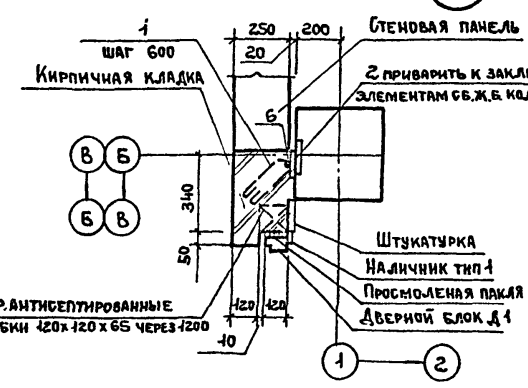 1
ШАГ 600
КИРПИЧНАЯ КЛАДКА
250
20
200
СТЕНОВАЯ ПАНЕЛЬ
2 ПРИВАРИТЬ К ЗАКЛ
ЭЛЕМЕНТАМ СБ.Ж.Б. КОЛ
6
В Б
Б В
340
50
ШТУКАТУРКА
НАЛИЧНИК ТИП 1
ПРОСМОЛЕНАЯ ПАКЛЯ
ДВЕРНОЙ БЛОК Д1
Р. АНТИСЕПТИРОВАННЫЕ
БКИ 120х120х65 ЧЕРЕЗ 1200
120
120
10
1
2